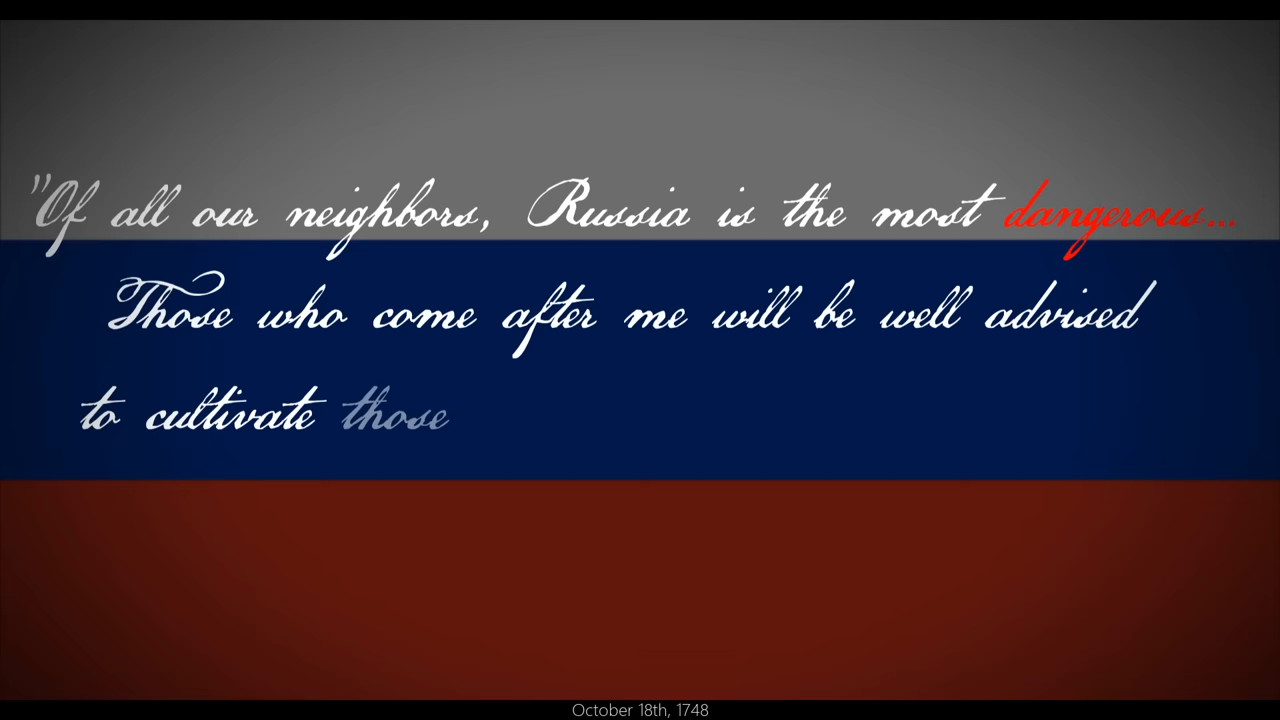 "Of all our neighbors, Russia is the most dangerous...
Those who come after me will be well advised
to cultivate those
October 18th, 1748